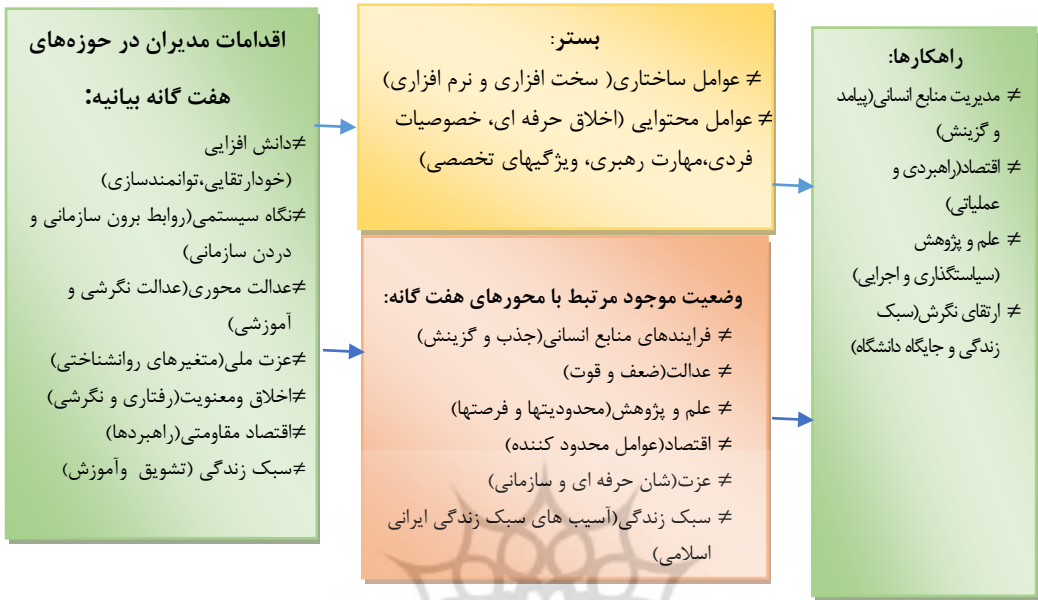 اقدامات مدیران در حوزه‌های
هفت گانه بیانیه:
≠دانش افزایی
(خودارتقایی،توانمندسازی)
≠نگاه سیستمی(روابط برون سازمانی و
دردن سازمانی)
≠عدالت محوری(عدالت نگرشی و
آموزشی)
≠عزت ملی(متغیرهای روانشناختی)
≠اخلاق ومعنویت(رفتاری و نگرشی)
≠اقتصاد مقاومتی(راهبردها)
≠سبک زندگی (تشویق وآموزش)
بستر:
≠ عوامل ساختاری( سخت افزاری و نرم افزاری)
≠ عوامل محتوایی (اخلاق حرفه ای، خصوصیات
فردی،مهارت رهبری، ویژگیهای تخصصی)
وضعیت موجود مرتبط با محورهای هفت گانه:
≠ فرایندهای منابع انسانی(جذب و گزینش)
≠ عدالت(ضعف و قوت)
≠ علم و پژوهش(محدودیتها و فرصتها)
≠ اقتصاد(عوامل محدود کننده)
≠ عزت(شان حرفه ای و سازمانی)
≠ سبک زندگی(آسیب های سبک زندگی ایرانی
اسلامی)
راهکارها:
≠ مدیریت منابع انسانی(پیامد
و گزینش)
≠ اقتصاد(راهبردی و
عملیاتی)
≠ علم و پژوهش
(سیاستگذاری و اجرایی)
≠ ارتقای نگرش(سبک
زندگی و جایگاه دانشگاه)